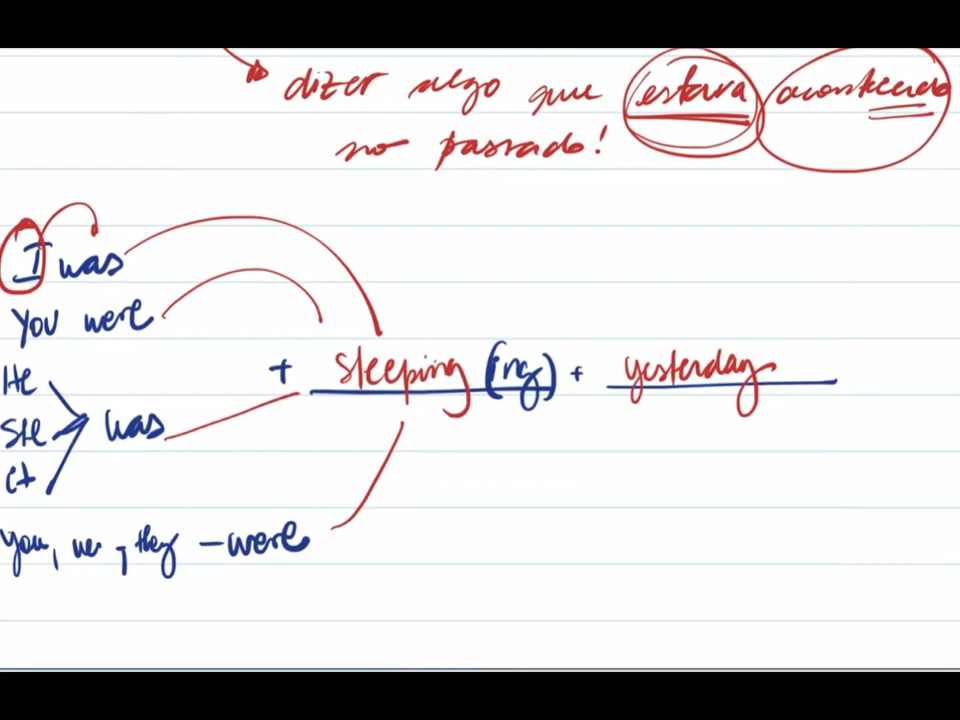 dizer algo que estava acontecendo
no passado!
I was
You were
He
+ sleeping (ing) + yesterday
She
was
it
you, we, they - were